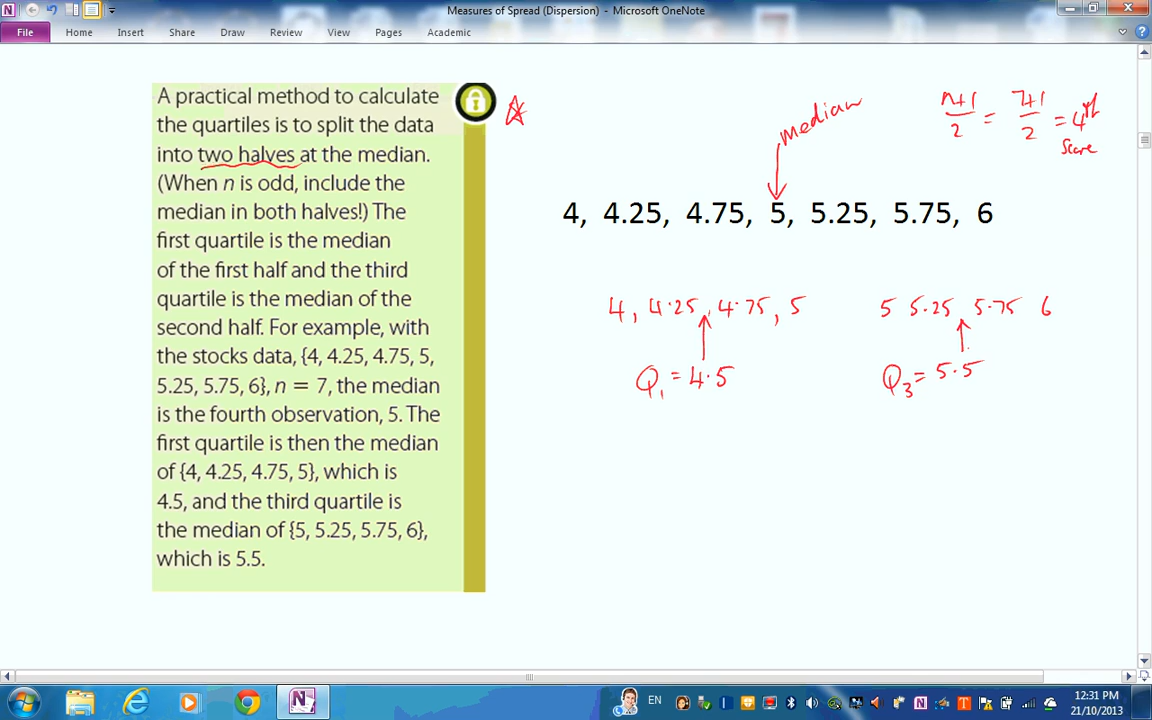 Measures of Spread (Dispersion) - Microsoft OneNote
File Home Insert Share Draw Review View Pages Academic
A practical method to calculate
the quartiles is to split the data
into two halves at the median.
(When n is odd, include the
median in both halves!) The
first quartile is the median
of the first half and the third
quartile is the median of the
second half. For example, with
the stocks data, {4, 4.25, 4.75, 5,
5.25, 5.75, 6}, n = 7, the median
is the fourth observation, 5. The
first quartile is then the median
of {4, 4.25, 4.75, 5}, which is
4.5, and the third quartile is
the median of {5, 5.25, 5.75, 6},
which is 5.5.
median
n+1/2 = 7+1/2 = 4th
score
4, 4.25, 4.75, 5, 5.25, 5.75, 6
4, 4·25, 4·75, 5
5 5·25 5·75 6
Q1 = 4·5
Q3 = 5·5
EN
12:31 PM
21/10/2013